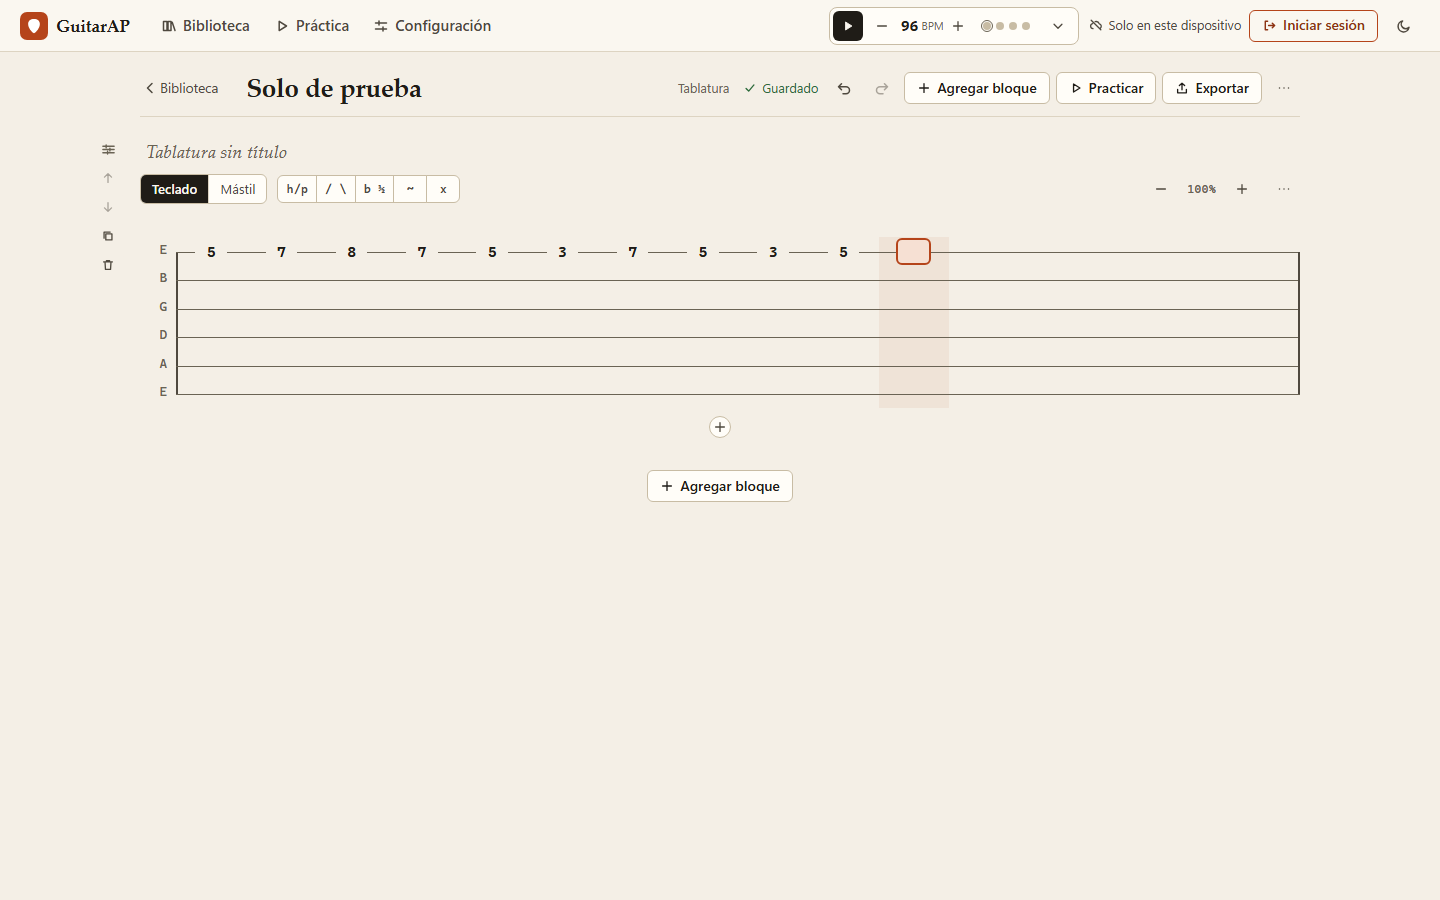 GuitarAP Biblioteca Práctica Configuración 96 BPM Solo en este dispositivo Iniciar sesión
Biblioteca Solo de prueba Tablatura Guardado Agregar bloque Practicar Exportar ...
Tablatura sin título
Teclado Mástil h/p / \ b ½ ~ x 100% ...
E 5 7 8 7 5 3 7 5 3 5
B
G
D
A
E
Agregar bloque